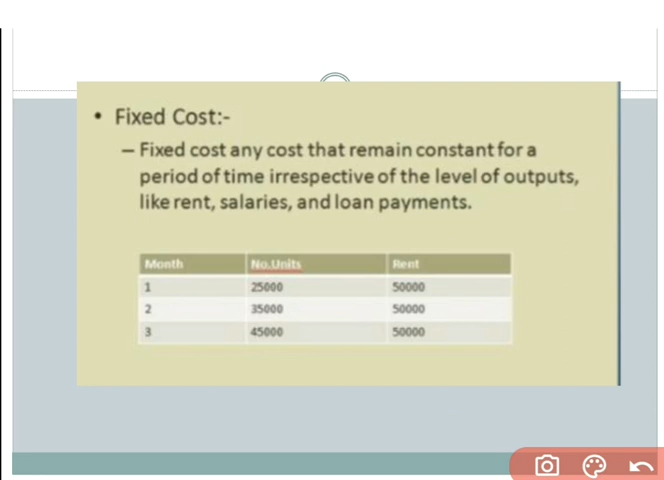 • Fixed Cost:-
– Fixed cost any cost that remain constant for a
period of time irrespective of the level of outputs,
like rent, salaries, and loan payments.
Month No.Units Rent
1 25000 50000
2 35000 50000
3 45000 50000